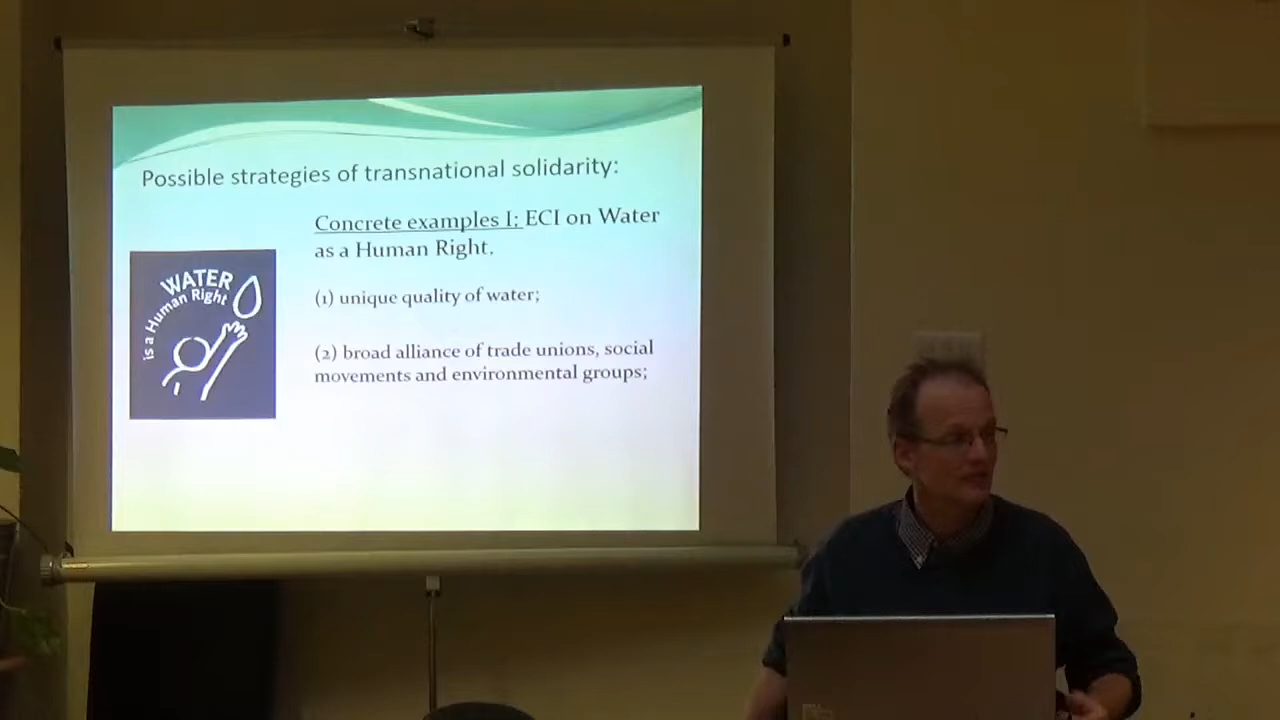 Possible strategies of transnational solidarity:
Concrete examples I: ECI on Water
as a Human Right.
WATER
is a Human Right
(1) unique quality of water;
(2) broad alliance of trade unions, social
movements and environmental groups;